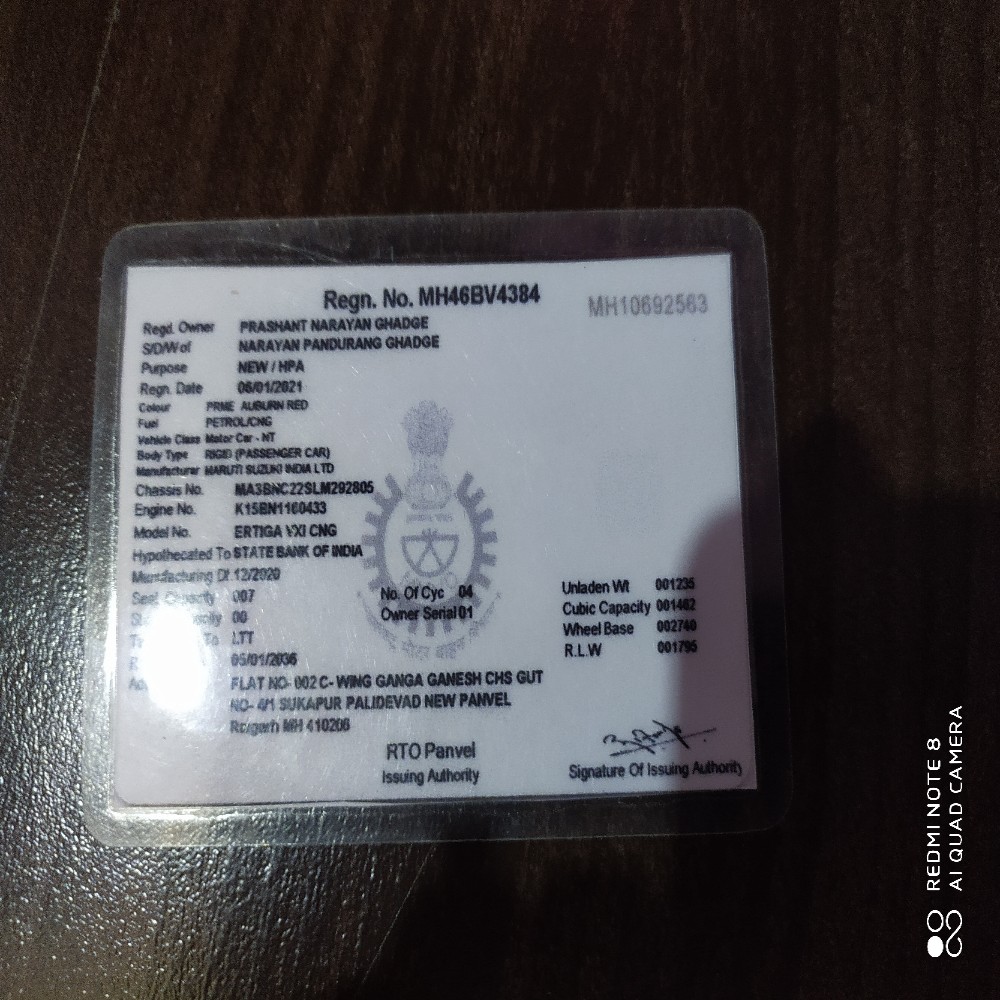 Regn. No. MH46BV4384
MH10692563
Regd. Owner PRASHANT NARAYAN GHADGE
S/D/W of NARAYAN PANDURANG GHADGE
Purpose NEW / HPA
Regn. Date 06/01/2021
Colour PRME AUBURN RED
Fuel PETROL/CNG
Vehicle Class Motor Car - NT
Body Type RIGID (PASSENGER CAR)
Manufacturer MARUTI SUZUKI INDIA LTD
Chassis No. MA3BNC22SLM292805
Engine No. K15BN1160433
Model No. ERTIGA VXI CNG
Hypothecated To STATE BANK OF INDIA
Manufacturing Dt 12/2020
007 No. Of Cyc 04 Unladen Wt 001235
00 Owner Serial 01 Cubic Capacity 001462
To LTT Wheel Base 002740
05/01/2036 R.L.W 001795
FLAT NO- 002 C- WING GANGA GANESH CHS GUT
NO- 4/1 SUKAPUR PALIDEVAD NEW PANVEL
MH 410206
RTO Panvel
Issuing Authority Signature Of Issuing Authority
REDMI NOTE 8
AI QUAD CAMERA